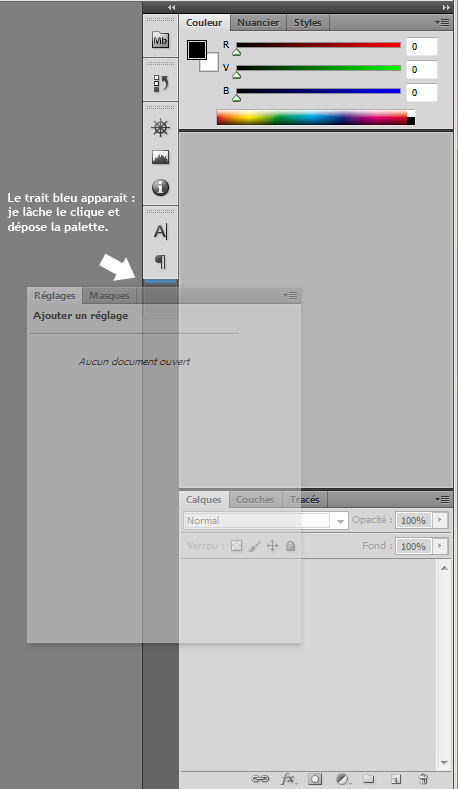 Couleur Nuancier Styles
Mb
R 0
V 0
B 0
Le trait bleu apparait :
je lâche le clique et
dépose la palette.
A
Réglages Masques
Ajouter un réglage
Aucun document ouvert
Calques Couches Tracés
Normal Opacité : 100%
Verrou : Fond : 100%
fx